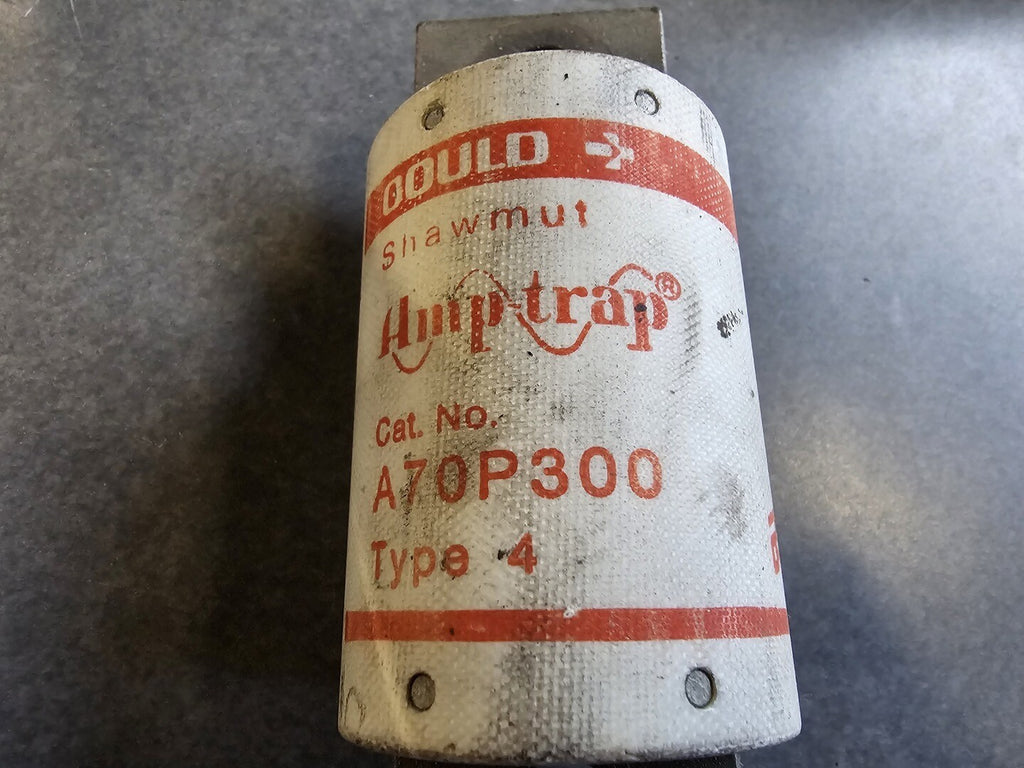 GOULD
Shawmut
Amp-trap®
Cat. No.
A70P300
Type 4